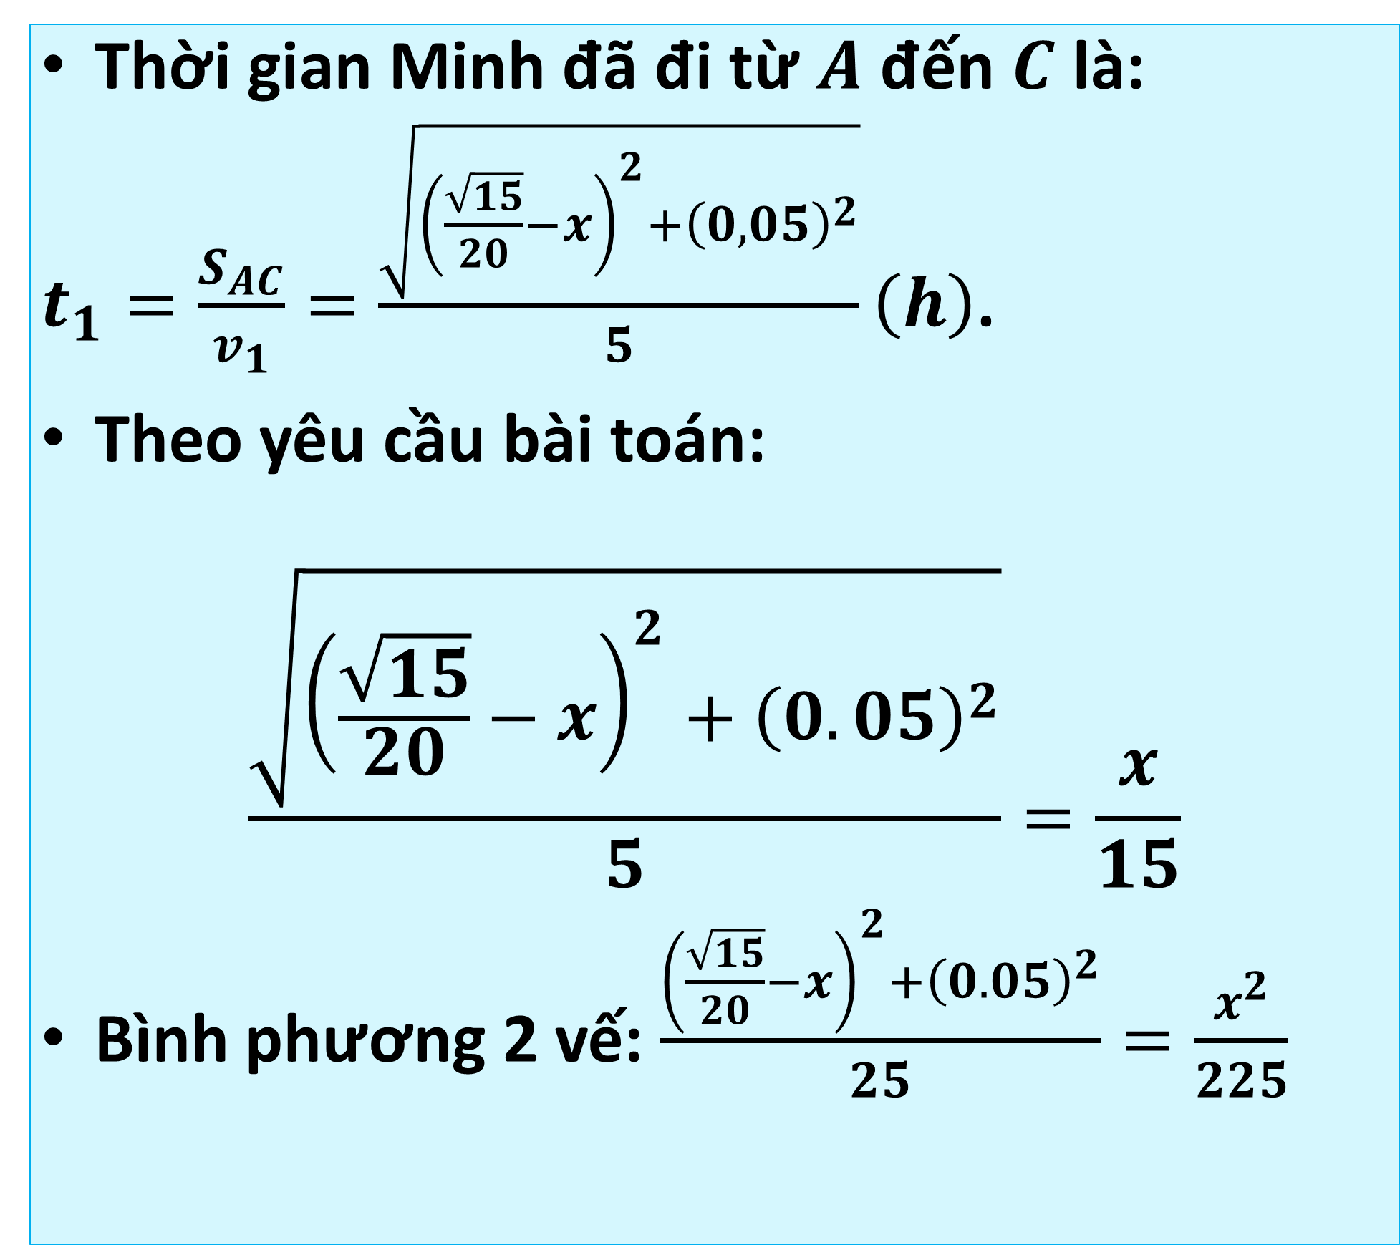 • Thời gian Minh đã đi từ A đến C là:
t₁ = S_AC/v₁ = √((√15/20 − x)² + (0,05)²)/5 (h).
• Theo yêu cầu bài toán:
√((√15/20 − x)² + (0.05)²)/5 = x/15
• Bình phương 2 vế: ((√15/20 − x)² + (0.05)²)/25 = x²/225